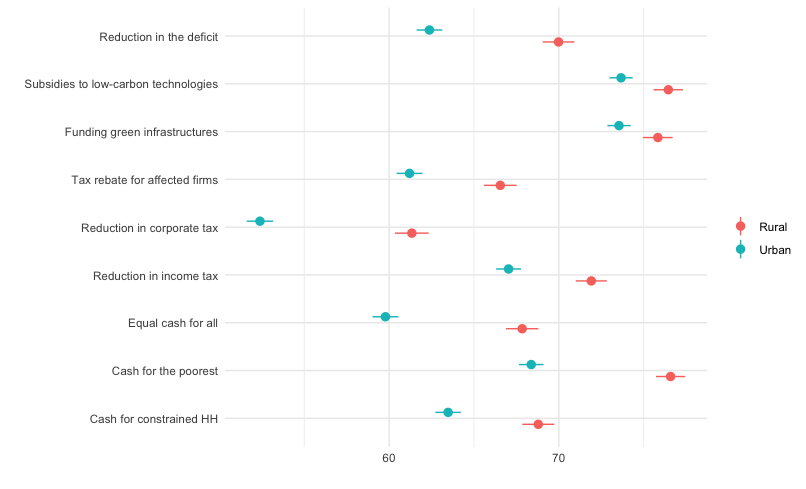 Reduction in the deficit
Subsidies to low-carbon technologies
Funding green infrastructures
Tax rebate for affected firms
Reduction in corporate tax
Reduction in income tax
Equal cash for all
Cash for the poorest
Cash for constrained HH
60 70
Rural
Urban